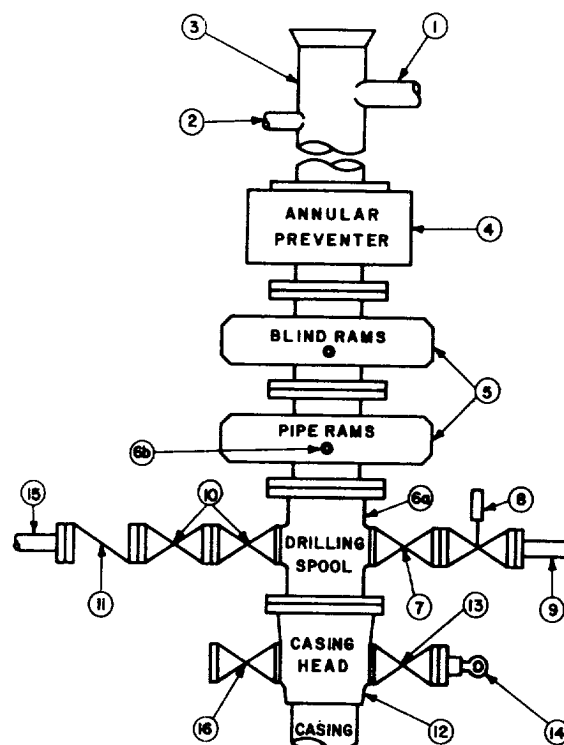 1
3
2
ANNULAR
PREVENTER
4
BLIND RAMS
5
PIPE RAMS
6b
15
10
6a
8
DRILLING
SPOOL
11
7
9
13
CASING
HEAD
16
12
14
CASING